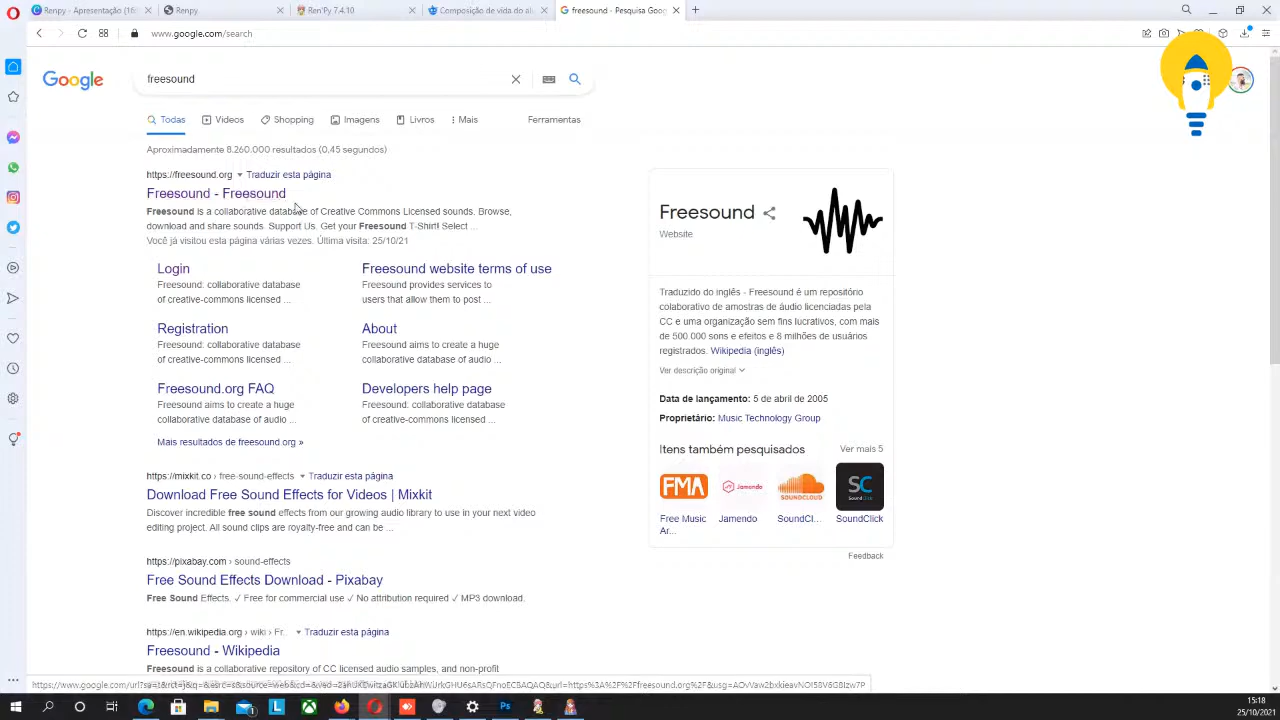 Renpy - Apresentação (16:
Renpy
Ren'Py 7.4.10
Composição de vida do alu
freesound - Pesquisa Goog
www.google.com/search
Google
freesound
Todas
Vídeos
Shopping
Imagens
Livros
Mais
Ferramentas
Aproximadamente 8.260.000 resultados (0,45 segundos)
https://freesound.org Traduzir esta página
Freesound - Freesound
Freesound is a collaborative database of Creative Commons Licensed sounds. Browse,
download and share sounds. Support Us. Get your Freesound T-Shirt! Select ...
Você já visitou esta página várias vezes. Última visita: 25/10/21
Login
Freesound: collaborative database
of creative-commons licensed ...
Freesound website terms of use
Freesound provides services to
users that allow them to post ...
Registration
Freesound: collaborative database
of creative-commons licensed ...
About
Freesound aims to create a huge
collaborative database of audio ...
Freesound.org FAQ
Freesound aims to create a huge
collaborative database of audio ...
Developers help page
Freesound: collaborative database
of creative-commons licensed ...
Mais resultados de freesound.org »
https://mixkit.co › free-sound-effects Traduzir esta página
Download Free Sound Effects for Videos | Mixkit
Discover incredible free sound effects from our growing audio library to use in your next video
editing project. All sound clips are royalty-free and can be ...
https://pixabay.com › sound-effects
Free Sound Effects Download - Pixabay
Free Sound Effects. ✓ Free for commercial use ✓ No attribution required ✓ MP3 download.
https://en.wikipedia.org › wiki › Fr... Traduzir esta página
Freesound - Wikipedia
Freesound is a collaborative repository of CC licensed audio samples, and non-profit
Freesound
Website
Traduzido do inglês - Freesound é um repositório
colaborativo de amostras de áudio licenciadas pela
CC e uma organização sem fins lucrativos, com mais
de 500.000 sons e efeitos e 8 milhões de usuários
registrados. Wikipedia (inglês)
Ver descrição original
Data de lançamento: 5 de abril de 2005
Proprietário: Music Technology Group
Itens também pesquisados
Ver mais 5
FMA
Jamendo
SOUNDCLOUD
SC
Free Music
Ar...
Jamendo
SoundCl...
SoundClick
Feedback
15:18
25/10/2021